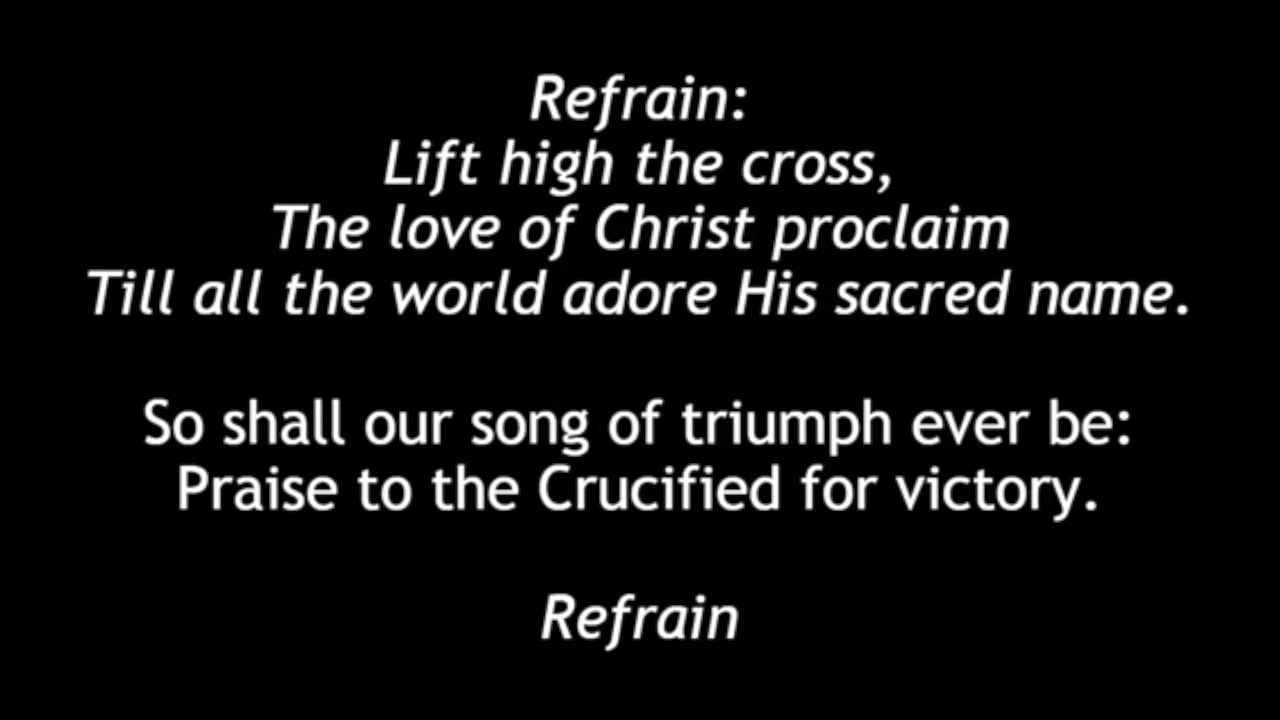 Refrain:
Lift high the cross,
The love of Christ proclaim
Till all the world adore His sacred name.
So shall our song of triumph ever be:
Praise to the Crucified for victory.
Refrain